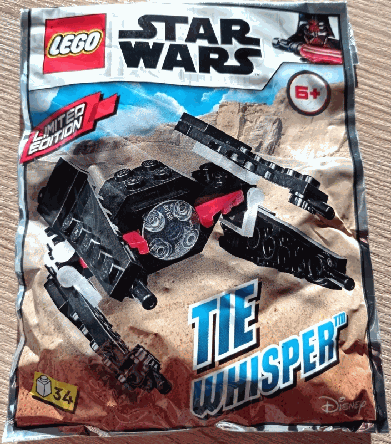 LEGO
STAR
WARS
6+
LIMITED
EDITION
TIE
WHISPER™
34
Disney